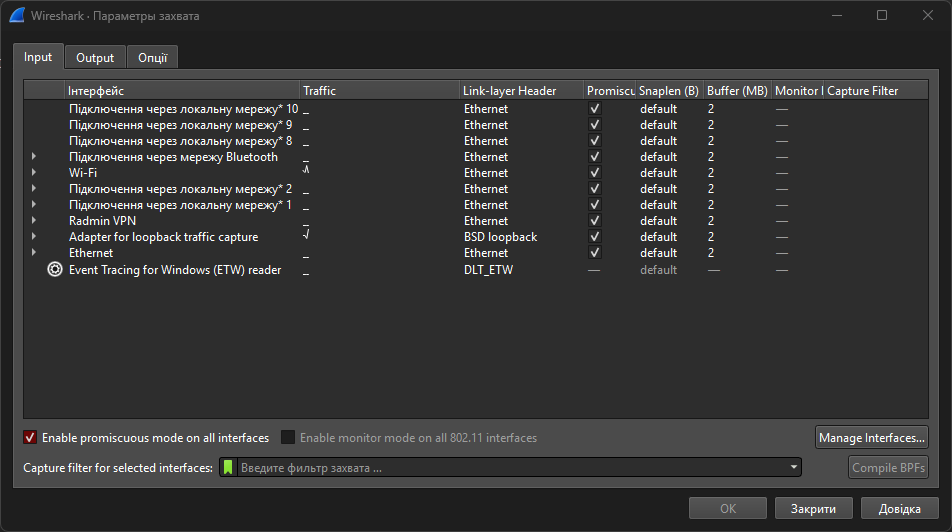 Wireshark · Параметры захвата
Input Output Опції
Інтерфейс Traffic Link-layer Header Promiscu Snaplen (B) Buffer (MB) Monitor I Capture Filter
Підключення через локальну мережу* 10 Ethernet default 2 —
Підключення через локальну мережу* 9 Ethernet default 2 —
Підключення через локальну мережу* 8 Ethernet default 2 —
Підключення через мережу Bluetooth Ethernet default 2 —
Wi-Fi Ethernet default 2 —
Підключення через локальну мережу* 2 Ethernet default 2 —
Підключення через локальну мережу* 1 Ethernet default 2 —
Radmin VPN Ethernet default 2 —
Adapter for loopback traffic capture BSD loopback default 2 —
Ethernet Ethernet default 2 —
Event Tracing for Windows (ETW) reader DLT_ETW — default — —
Enable promiscuous mode on all interfaces Enable monitor mode on all 802.11 interfaces Manage Interfaces...
Capture filter for selected interfaces: Введите фильтр захвата ... Compile BPFs
OK Закрити Довідка